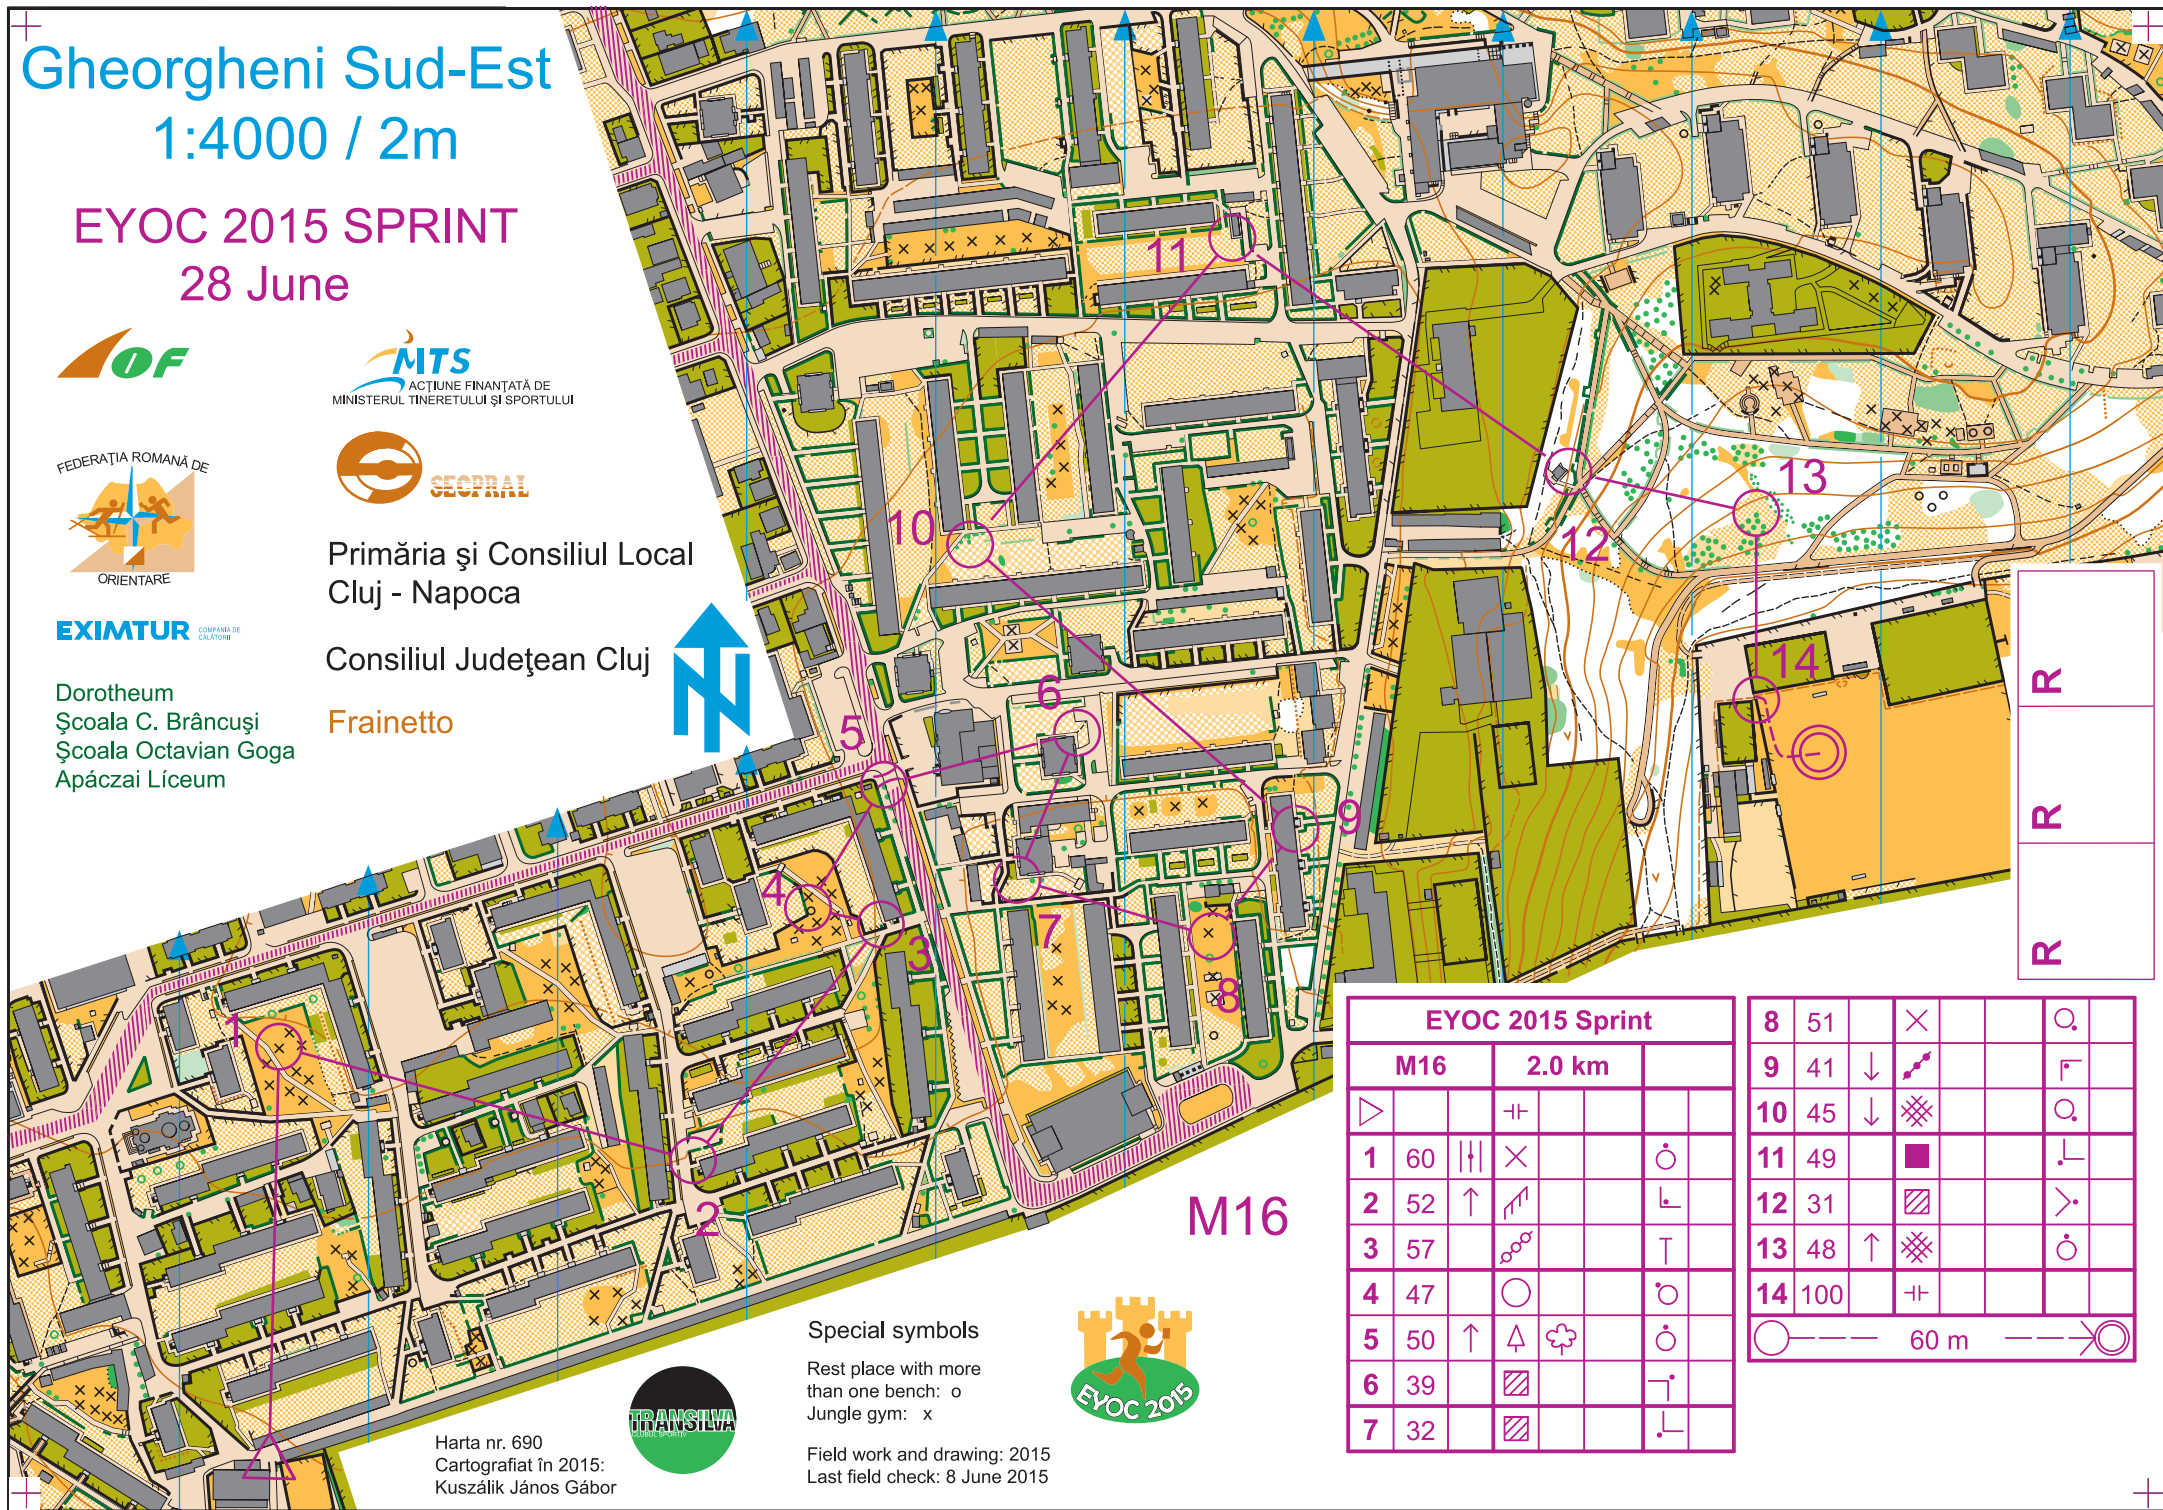 Gheorgheni Sud-Est
1:4000 / 2m
EYOC 2015 SPRINT
28 June
IOF
MTS
ACŢIUNE FINANŢATĂ DE
MINISTERUL TINERETULUI ŞI SPORTULUI
FEDERAŢIA ROMANĂ DE
ORIENTARE
SECPRAL
Primăria şi Consiliul Local
Cluj - Napoca
EXIMTUR COMPANIA DE CĂLĂTORII
Consiliul Judeţean Cluj
Dorotheum
Şcoala C. Brâncuşi
Şcoala Octavian Goga
Apáczai Líceum
Frainetto
N
11
10
12
13
14
5
6
9
4
3
7
8
1
2
R
R
R
M16
EYOC 2015 Sprint
M16 2.0 km
1 60
2 52
3 57
4 47
5 50
6 39
7 32
8 51
9 41
10 45
11 49
12 31
13 48
14 100
60 m
Special symbols
Rest place with more
than one bench: o
Jungle gym: x
Field work and drawing: 2015
Last field check: 8 June 2015
EYOC 2015
TRANSILVA
CLUBUL SPORTIV
Harta nr. 690
Cartografiat în 2015:
Kuszálik János Gábor